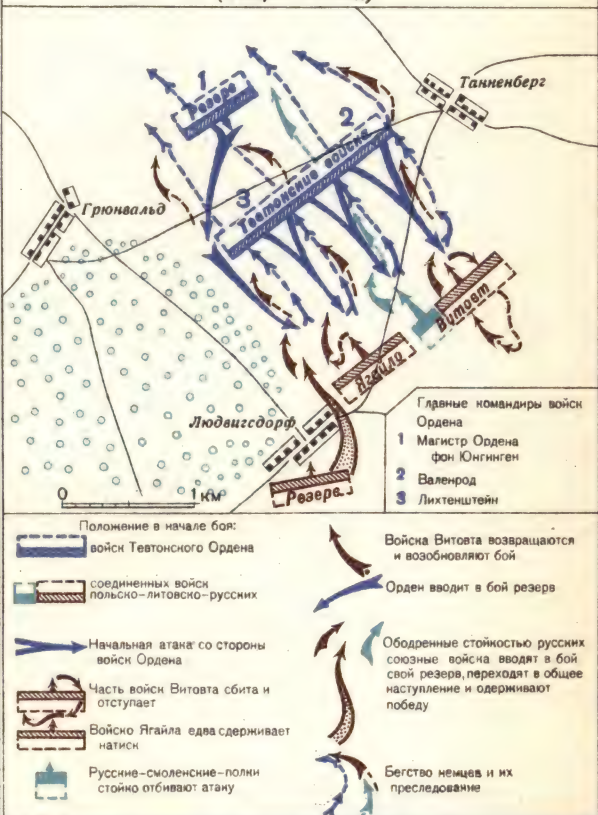 1
Резерв
Танненберг
2
3
Тевтонские войска
Грюнвальд
Витовт
Ягайло
Людвигсдорф
Резерв
0 1 км
Главные командиры войск
Ордена
1 Магистр Ордена
фон Юнгинген
2 Валенрод
3 Лихтенштейн
Положение в начале боя:
войск Тевтонского Ордена
соединенных войск
польско-литовско-русских
Начальная атака со стороны
войск Ордена
Часть войск Витовта сбита и
отступает
Войско Ягайла едва сдерживает
натиск
Русские-смоленские-полки
стойко отбивают атаку
Войска Витовта возвращаются
и возобновляют бой
Орден вводит в бой резерв
Ободренные стойкостью русских
союзные войска вводят в бой
свой резерв, переходят в общее
наступление и одерживают
победу
Бегство немцев и их
преследование